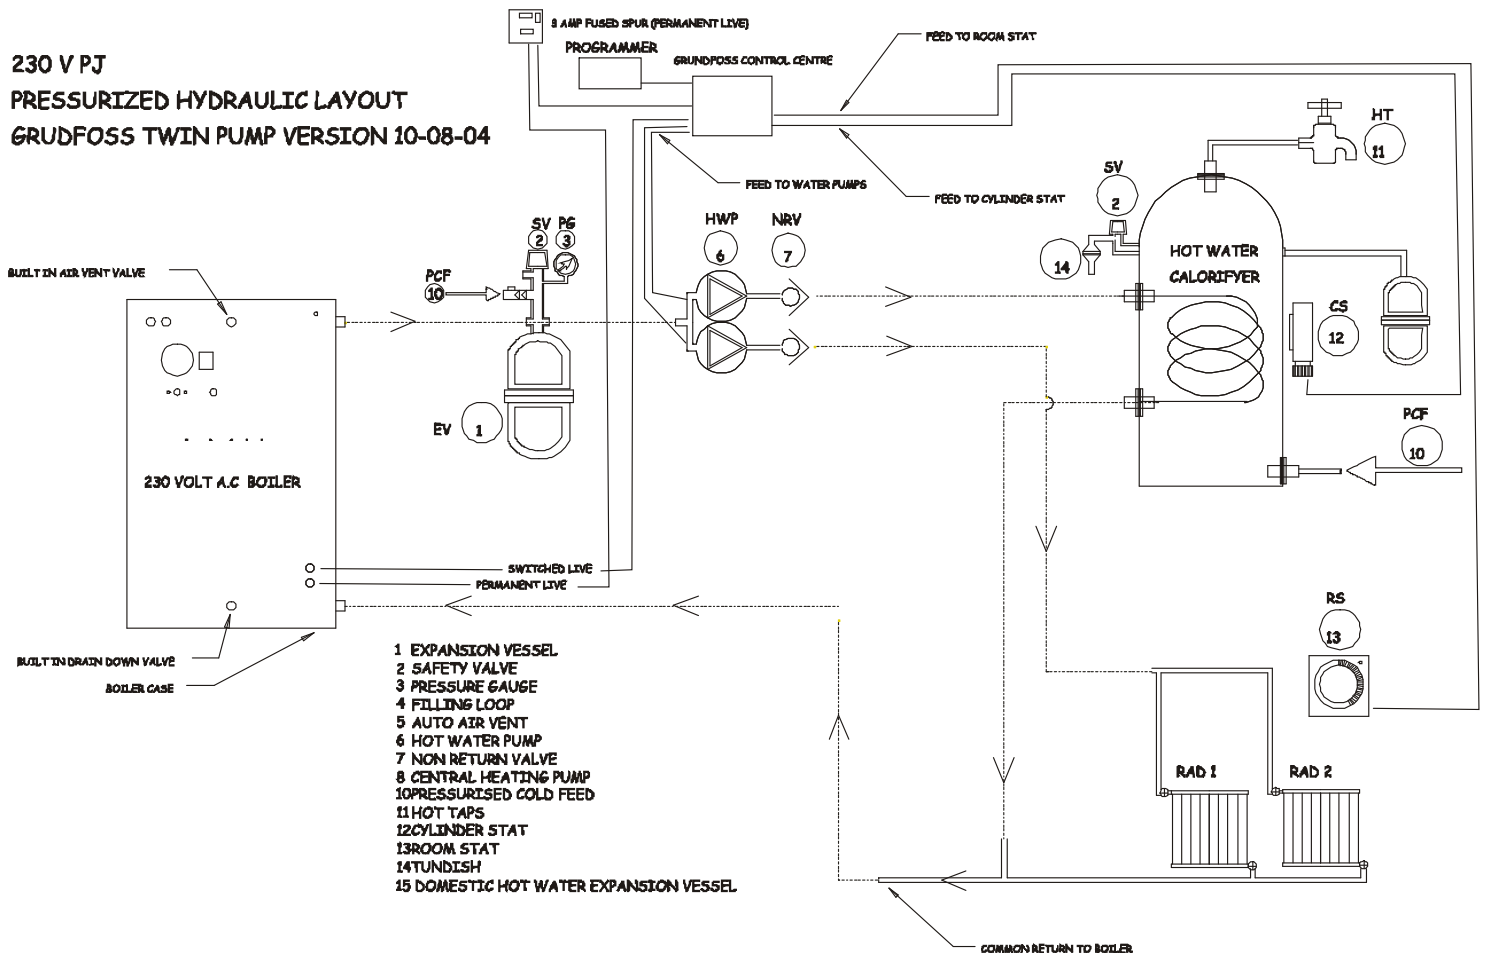 3 AMP FUSED SPUR (PERMANENT LIVE)
PROGRAMMER
GRUNDFOSS CONTROL CENTRE
FEED TO ROOM STAT
230 V PJ
PRESSURIZED HYDRAULIC LAYOUT
GRUDFOSS TWIN PUMP VERSION 10-08-04
HT
11
FEED TO WATER PUMPS
FEED TO CYLINDER STAT
SV
2
SV PG
2 3
HWP
6
NRV
7
14
HOT WATER
CALORIFYER
BUILT IN AIR VENT VALVE
PCF
10
CS
12
EV 1
PCF
10
230 VOLT A.C BOILER
SWITCHED LIVE
PERMANENT LIVE
RS
13
BUILT IN DRAIN DOWN VALVE
BOILER CASE
1 EXPANSION VESSEL
2 SAFETY VALVE
3 PRESSURE GAUGE
4 FILLING LOOP
5 AUTO AIR VENT
6 HOT WATER PUMP
7 NON RETURN VALVE
8 CENTRAL HEATING PUMP
10PRESSURISED COLD FEED
11HOT TAPS
12CYLINDER STAT
13ROOM STAT
14TUNDISH
15 DOMESTIC HOT WATER EXPANSION VESSEL
RAD 1
RAD 2
COMMON RETURN TO BOILER